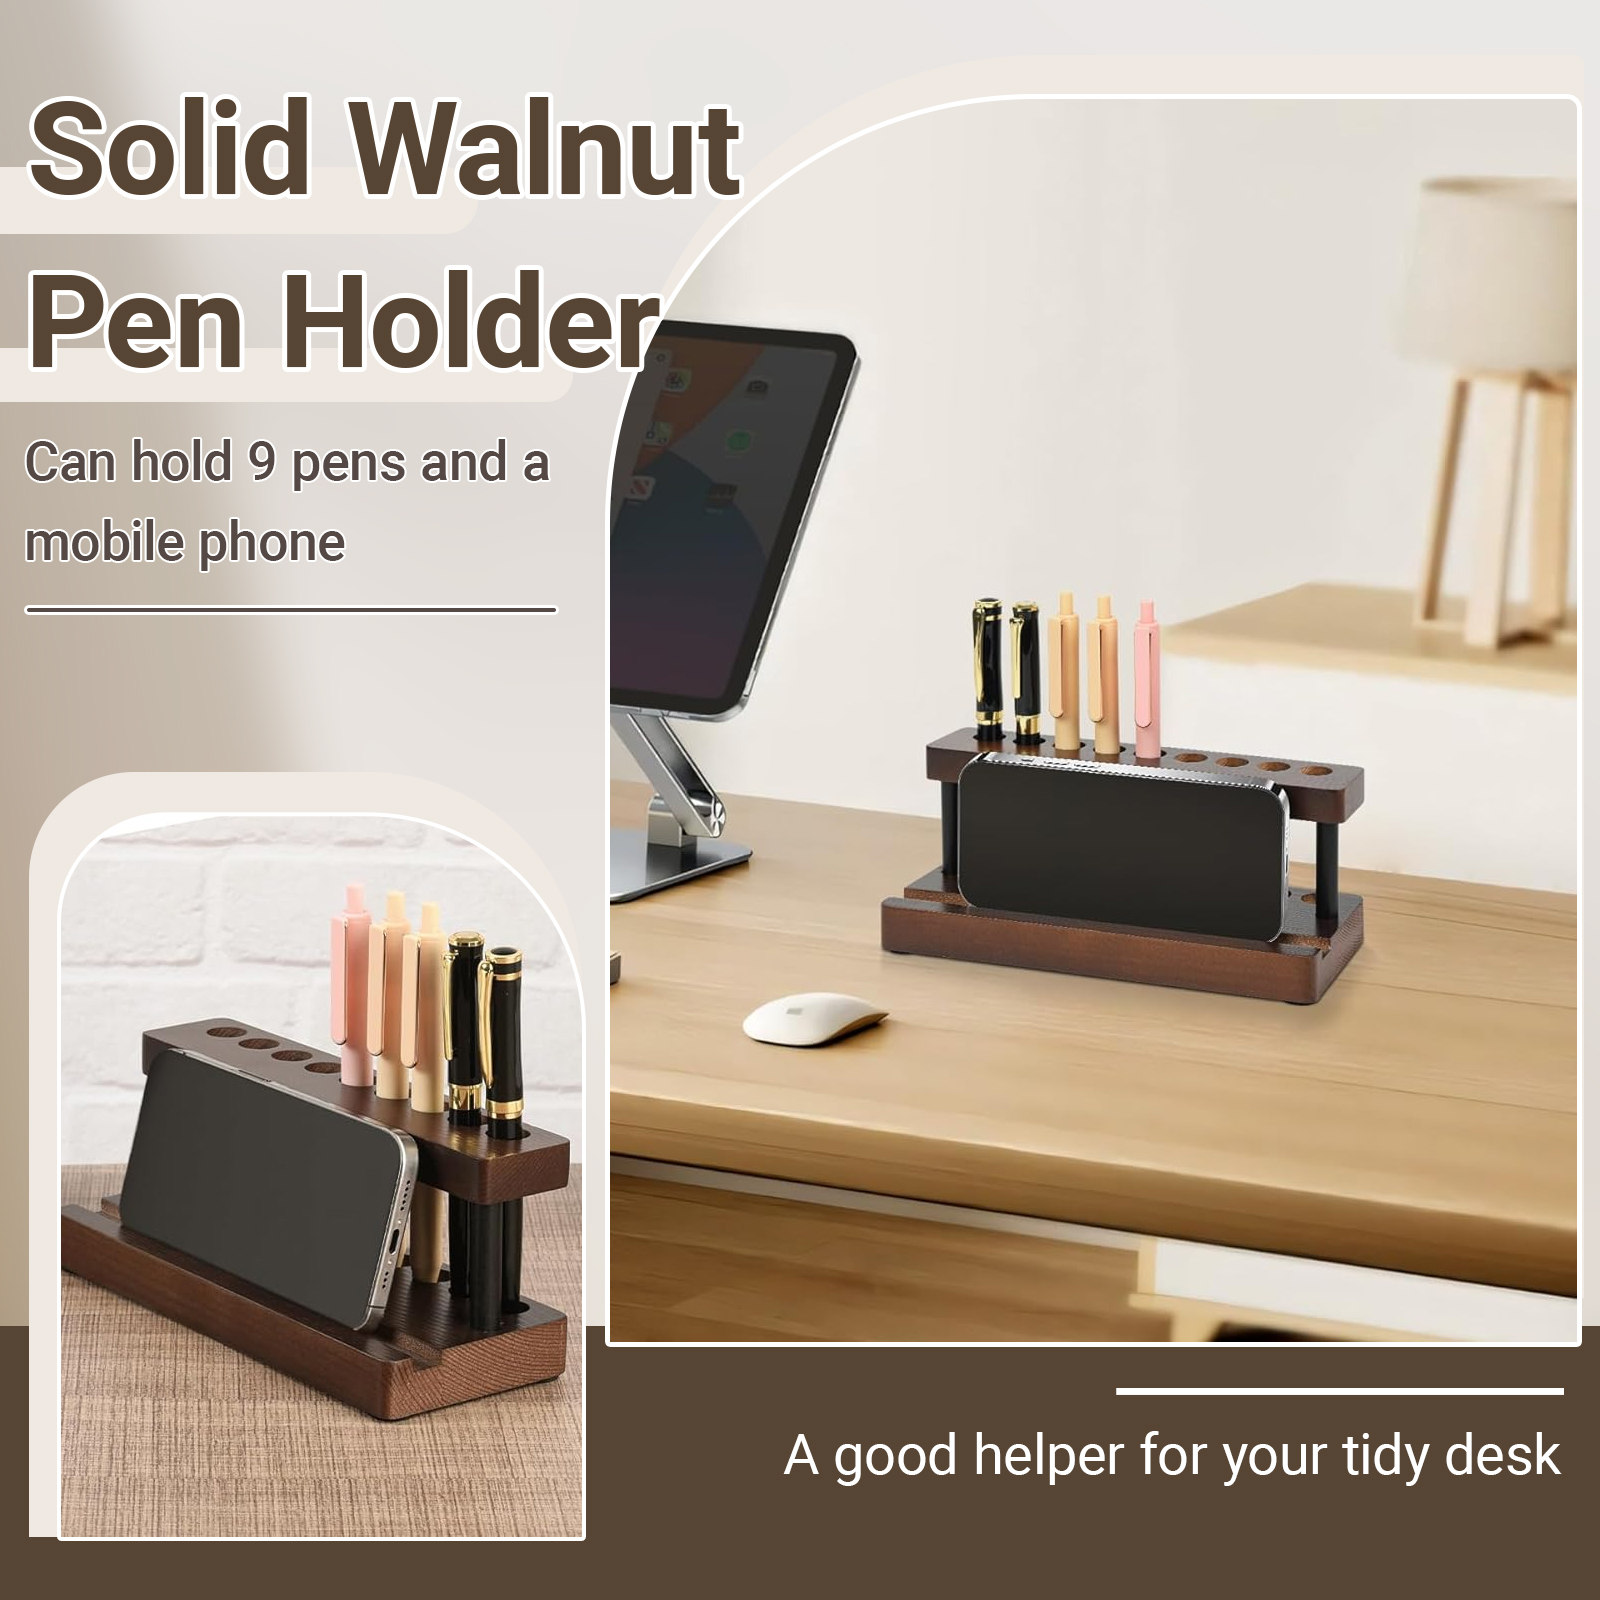 Solid Walnut
Pen Holder
Can hold 9 pens and a
mobile phone
A good helper for your tidy desk